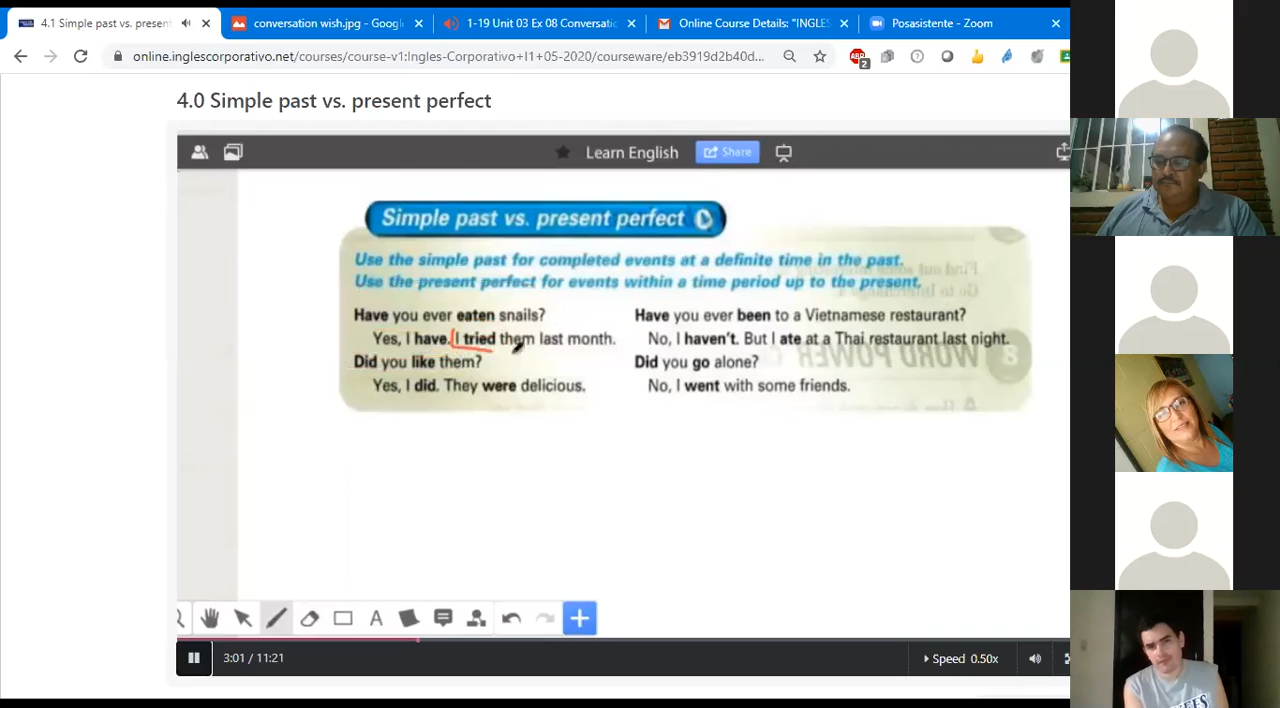 4.1 Simple past vs. present
conversation wish.jpg - Google
1-19 Unit 03 Ex 08 Conversatio
Online Course Details: "INGLES
Posasistente - Zoom
online.inglescorporativo.net/courses/course-v1:Ingles-Corporativo+I1+05-2020/courseware/eb3919d2b40d...
2
4.0 Simple past vs. present perfect
Learn English
Share
Simple past vs. present perfect
Use the simple past for completed events at a definite time in the past.
Use the present perfect for events within a time period up to the present.
Have you ever eaten snails?
Yes, I have. I tried them last month.
Did you like them?
Yes, I did. They were delicious.
Have you ever been to a Vietnamese restaurant?
No, I haven't. But I ate at a Thai restaurant last night.
Did you go alone?
No, I went with some friends.
WORD POWER
8
A
3:01 / 11:21
Speed 0.50x